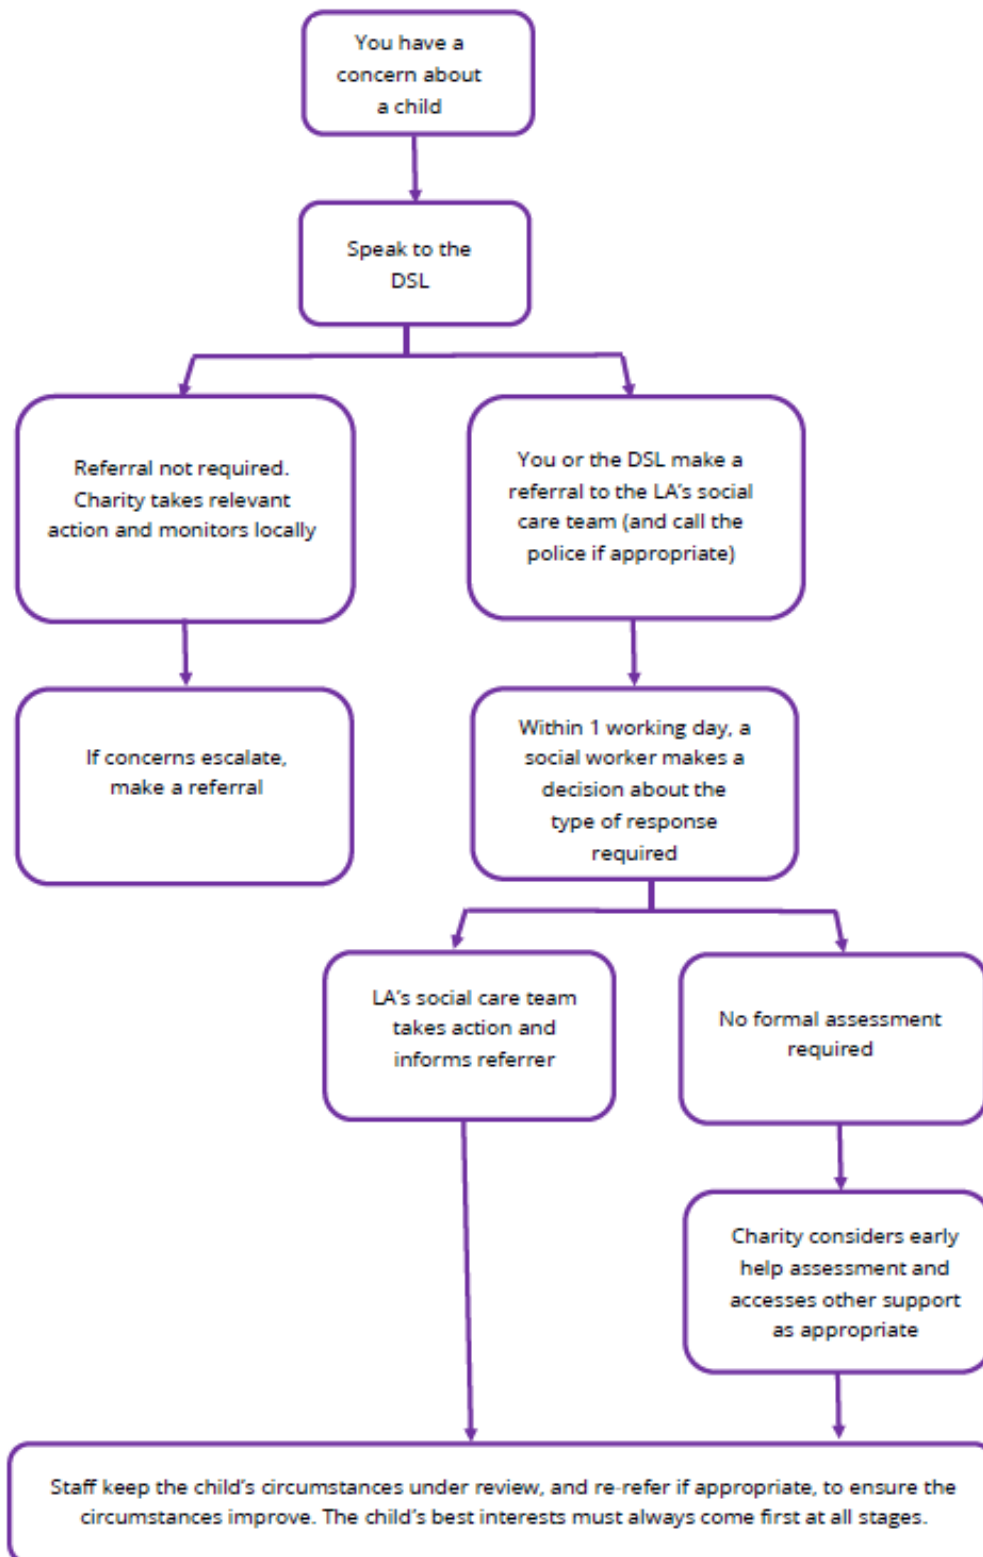 You have a
concern about
a child
Speak to the
DSL
Referral not required.
Charity takes relevant
action and monitors locally
You or the DSL make a
referral to the LA's social
care team (and call the
police if appropriate)
If concerns escalate,
make a referral
Within 1 working day, a
social worker makes a
decision about the
type of response
required
LA's social care team
takes action and
informs referrer
No formal assessment
required
Charity considers early
help assessment and
accesses other support
as appropriate
Staff keep the child's circumstances under review, and re-refer if appropriate, to ensure the
circumstances improve. The child's best interests must always come first at all stages.